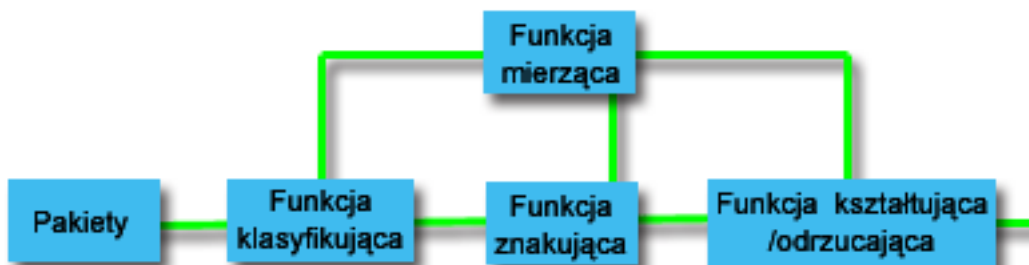 Funkcja
mierząca
Pakiety
Funkcja
klasyfikująca
Funkcja
znakująca
Funkcja kształtująca
/odrzucająca